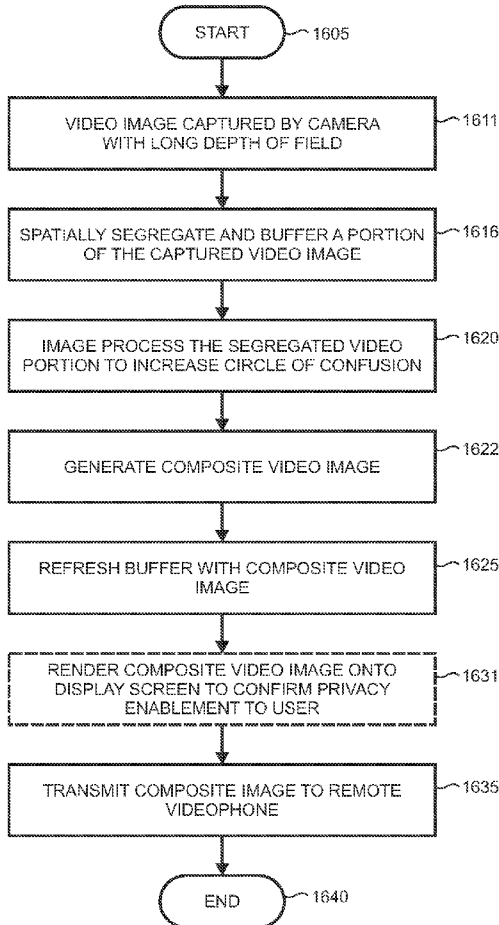 START
1605
VIDEO IMAGE CAPTURED BY CAMERA
WITH LONG DEPTH OF FIELD
1611
SPATIALLY SEGREGATE AND BUFFER A PORTION
OF THE CAPTURED VIDEO IMAGE
1616
IMAGE PROCESS THE SEGREGATED VIDEO
PORTION TO INCREASE CIRCLE OF CONFUSION
1620
GENERATE COMPOSITE VIDEO IMAGE
1622
REFRESH BUFFER WITH COMPOSITE VIDEO
IMAGE
1625
RENDER COMPOSITE VIDEO IMAGE ONTO
DISPLAY SCREEN TO CONFIRM PRIVACY
ENABLEMENT TO USER
1631
TRANSMIT COMPOSITE IMAGE TO REMOTE
VIDEOPHONE
1635
END
1640